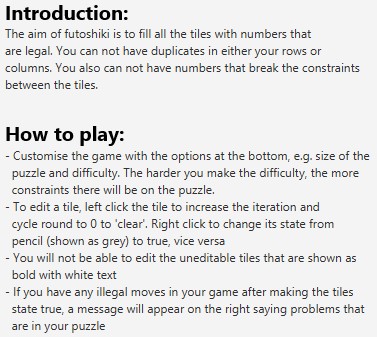 Introduction:
The aim of futoshiki is to fill all the tiles with numbers that
are legal. You can not have duplicates in either your rows or
columns. You also can not have numbers that break the constraints
between the tiles.
How to play:
- Customise the game with the options at the bottom, e.g. size of the
puzzle and difficulty. The harder you make the difficulty, the more
constraints there will be on the puzzle.
- To edit a tile, left click the tile to increase the iteration and
cycle round to 0 to 'clear'. Right click to change its state from
pencil (shown as grey) to true, vice versa
- You will not be able to edit the uneditable tiles that are shown as
bold with white text
- If you have any illegal moves in your game after making the tiles
state true, a message will appear on the right saying problems that
are in your puzzle